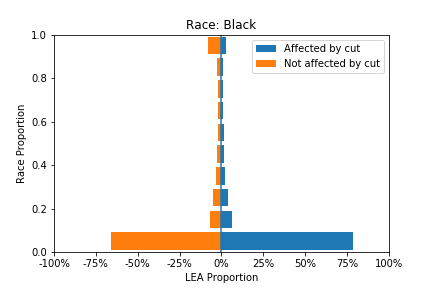 Race: Black
Affected by cut
Not affected by cut
1.0
0.8
0.6
0.4
0.2
0.0
Race Proportion
-100% -75% -50% -25% 0% 25% 50% 75% 100%
LEA Proportion